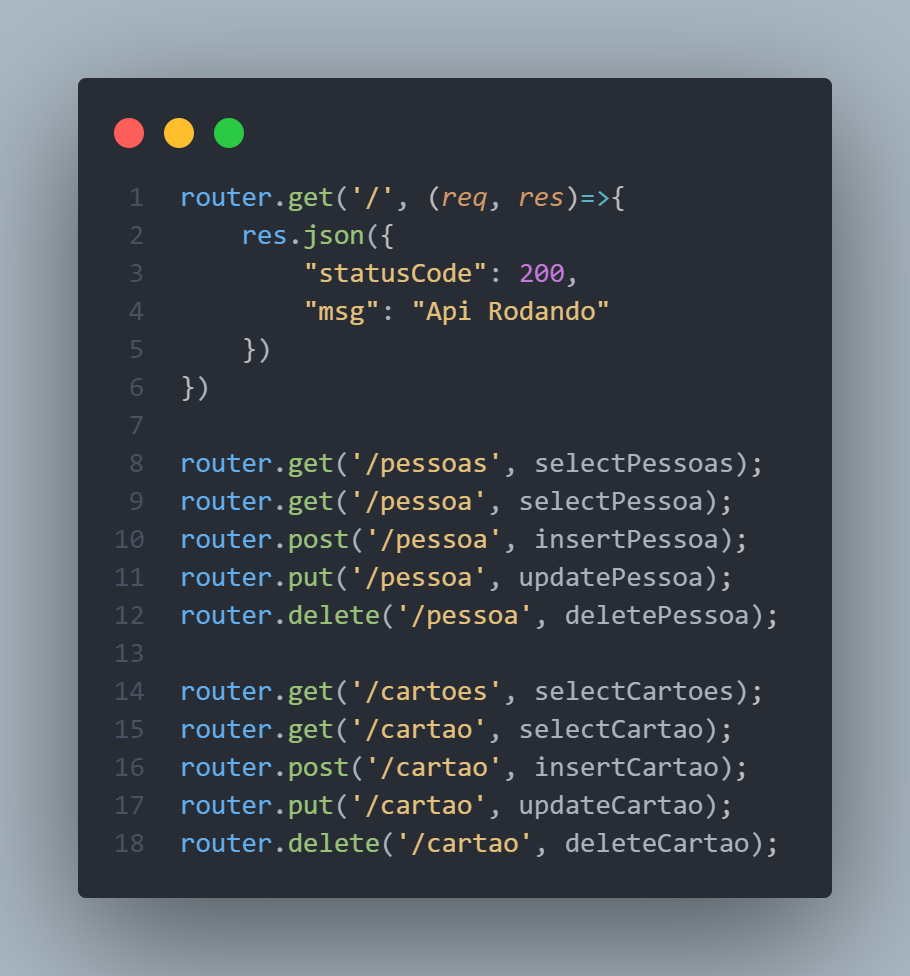 1 router.get('/', (req, res)=>{
2     res.json({
3         "statusCode": 200,
4         "msg": "Api Rodando"
5     })
6 })
7
8 router.get('/pessoas', selectPessoas);
9 router.get('/pessoa', selectPessoa);
10 router.post('/pessoa', insertPessoa);
11 router.put('/pessoa', updatePessoa);
12 router.delete('/pessoa', deletePessoa);
13
14 router.get('/cartoes', selectCartoes);
15 router.get('/cartao', selectCartao);
16 router.post('/cartao', insertCartao);
17 router.put('/cartao', updateCartao);
18 router.delete('/cartao', deleteCartao);